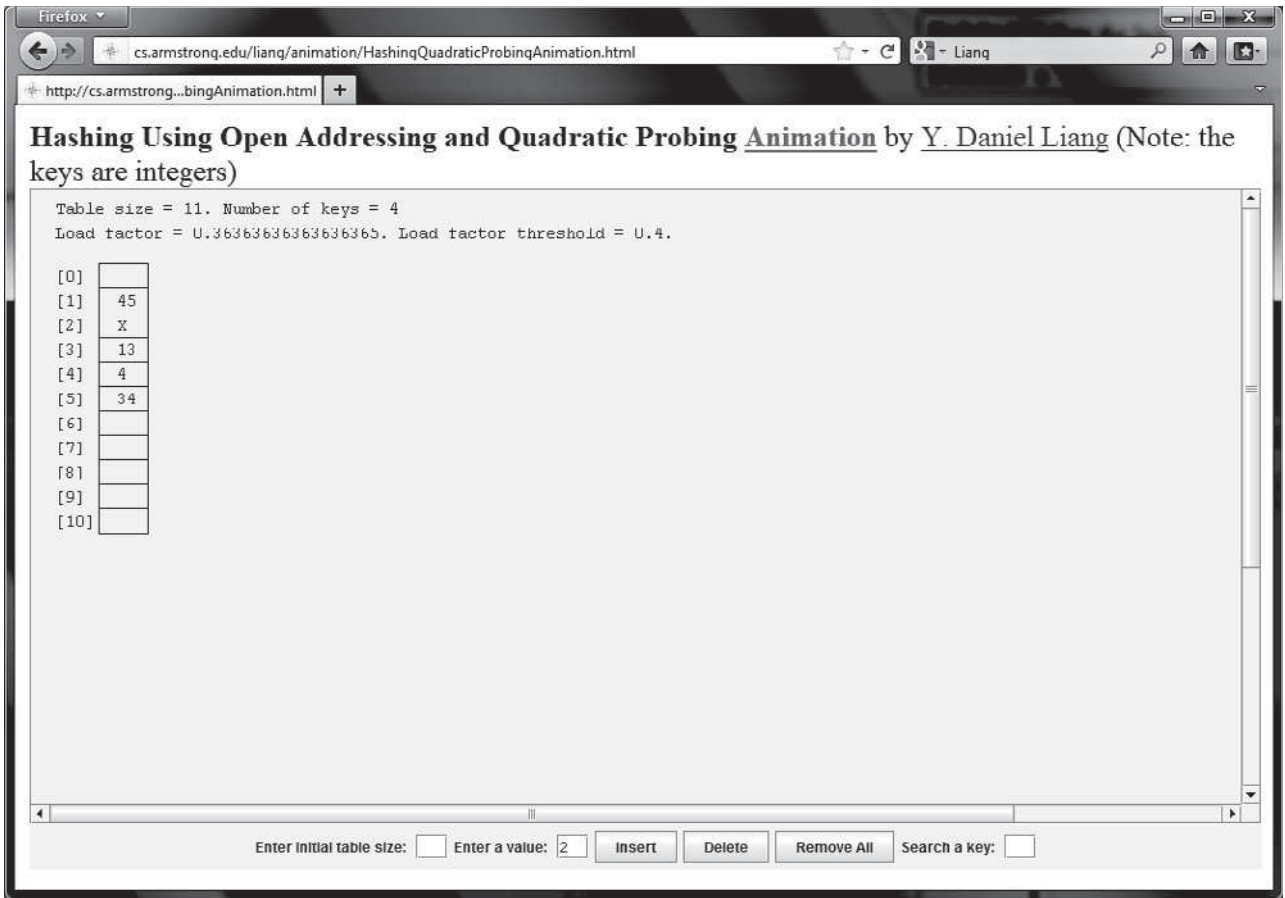 Firefox
cs.armstrong.edu/liang/animation/HashingQuadraticProbingAnimation.html
Liang
http://cs.armstrong...bingAnimation.html +
Hashing Using Open Addressing and Quadratic Probing Animation by Y. Daniel Liang (Note: the
keys are integers)
Table size = 11. Number of keys = 4
Load factor = 0.36363636363636365. Load factor threshold = 0.4.
[0]
[1] 45
[2] X
[3] 13
[4] 4
[5] 34
[6]
[7]
[8]
[9]
[10]
Enter initial table size: Enter a value: 2 Insert Delete Remove All Search a key: